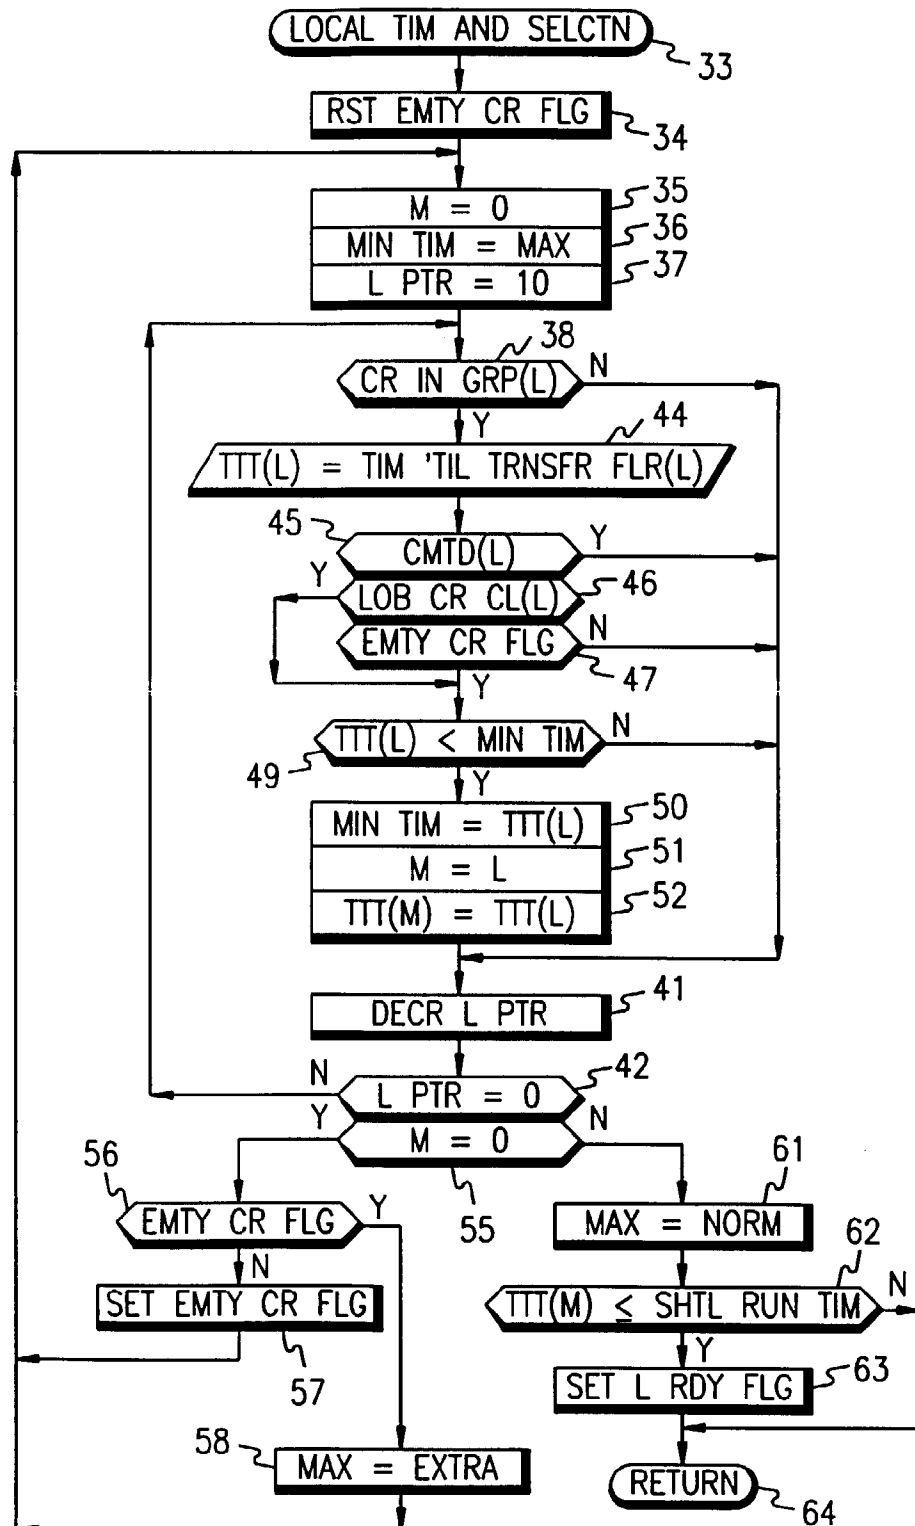 LOCAL TIM AND SELCTN
33
RST EMTY CR FLG
34
M = 0
35
MIN TIM = MAX
36
L PTR = 10
37
38
CR IN GRP(L)
N
Y
44
TTT(L) = TIM 'TIL TRNSFR FLR(L)
45
CMTD(L)
Y
Y
LOB CR CL(L)
46
EMTY CR FLG
N
47
Y
TTT(L) < MIN TIM
N
49
Y
MIN TIM = TTT(L)
50
M = L
51
TTT(M) = TTT(L)
52
DECR L PTR
41
N
L PTR = 0
42
Y
M = 0
N
55
56
EMTY CR FLG
Y
N
61
MAX = NORM
62
SET EMTY CR FLG
57
TTT(M) ≤ SHTL RUN TIM
N
Y
SET L RDY FLG
63
58
MAX = EXTRA
RETURN
64